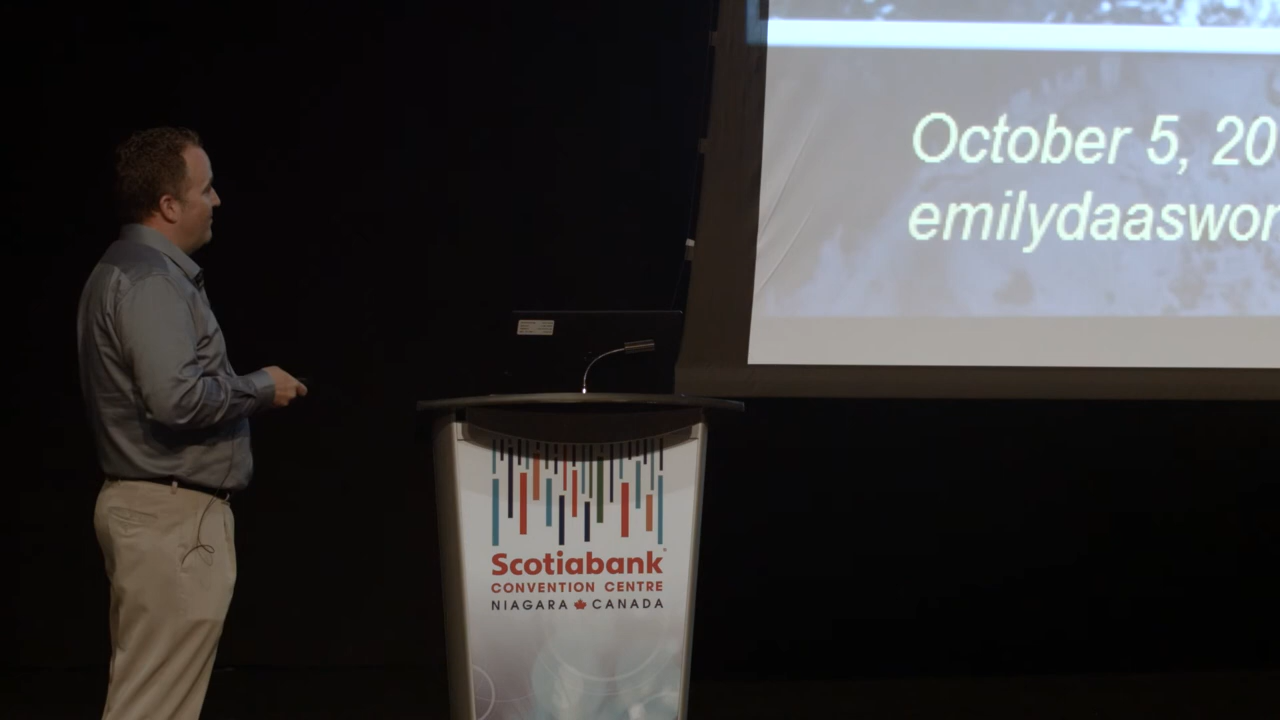 October 5, 20
emilydaaswor
Scotiabank
CONVENTION CENTRE
NIAGARA CANADA